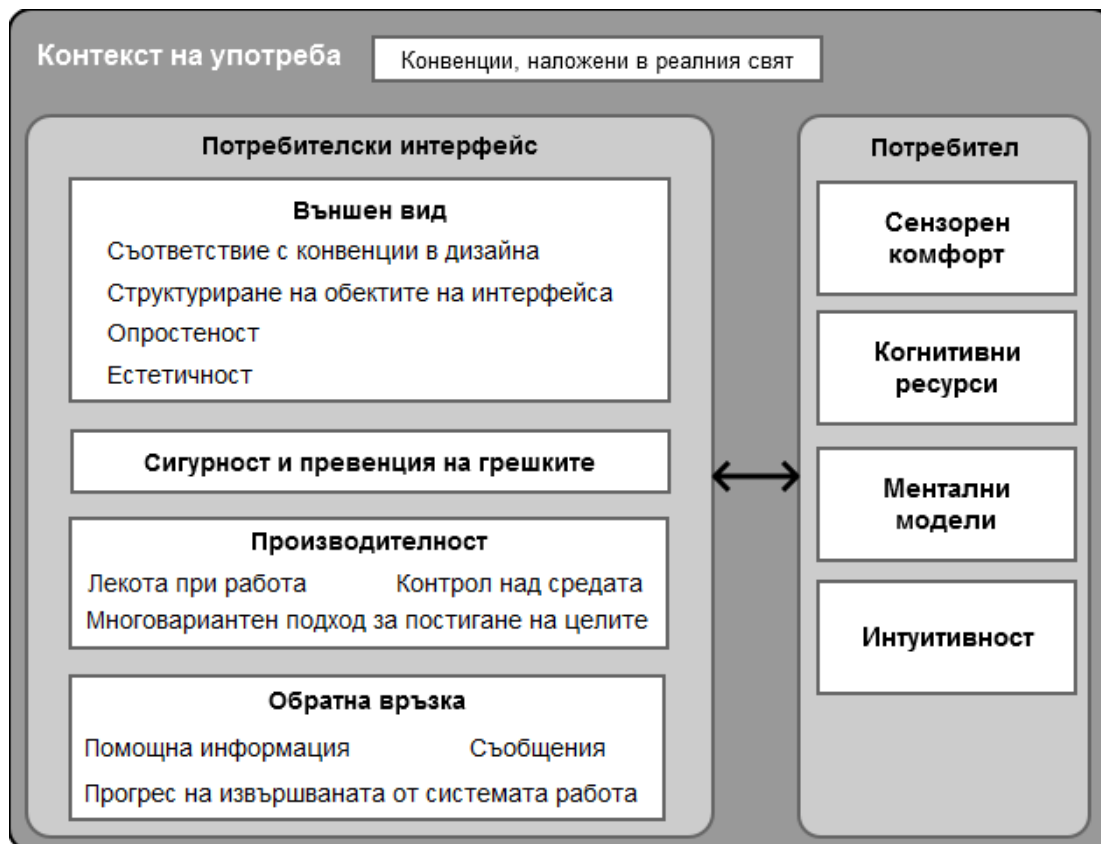 Контекст на употреба
Конвенции, наложени в реалния свят
Потребителски интерфейс
Външен вид
Съответствие с конвенции в дизайна
Структуриране на обектите на интерфейса
Опростеност
Естетичност
Сигурност и превенция на грешките
Производителност
Лекота при работа Контрол над средата
Многовариантен подход за постигане на целите
Обратна връзка
Помощна информация Съобщения
Прогрес на извършваната от системата работа
Потребител
Сензорен
комфорт
Когнитивни
ресурси
Ментални
модели
Интуитивност